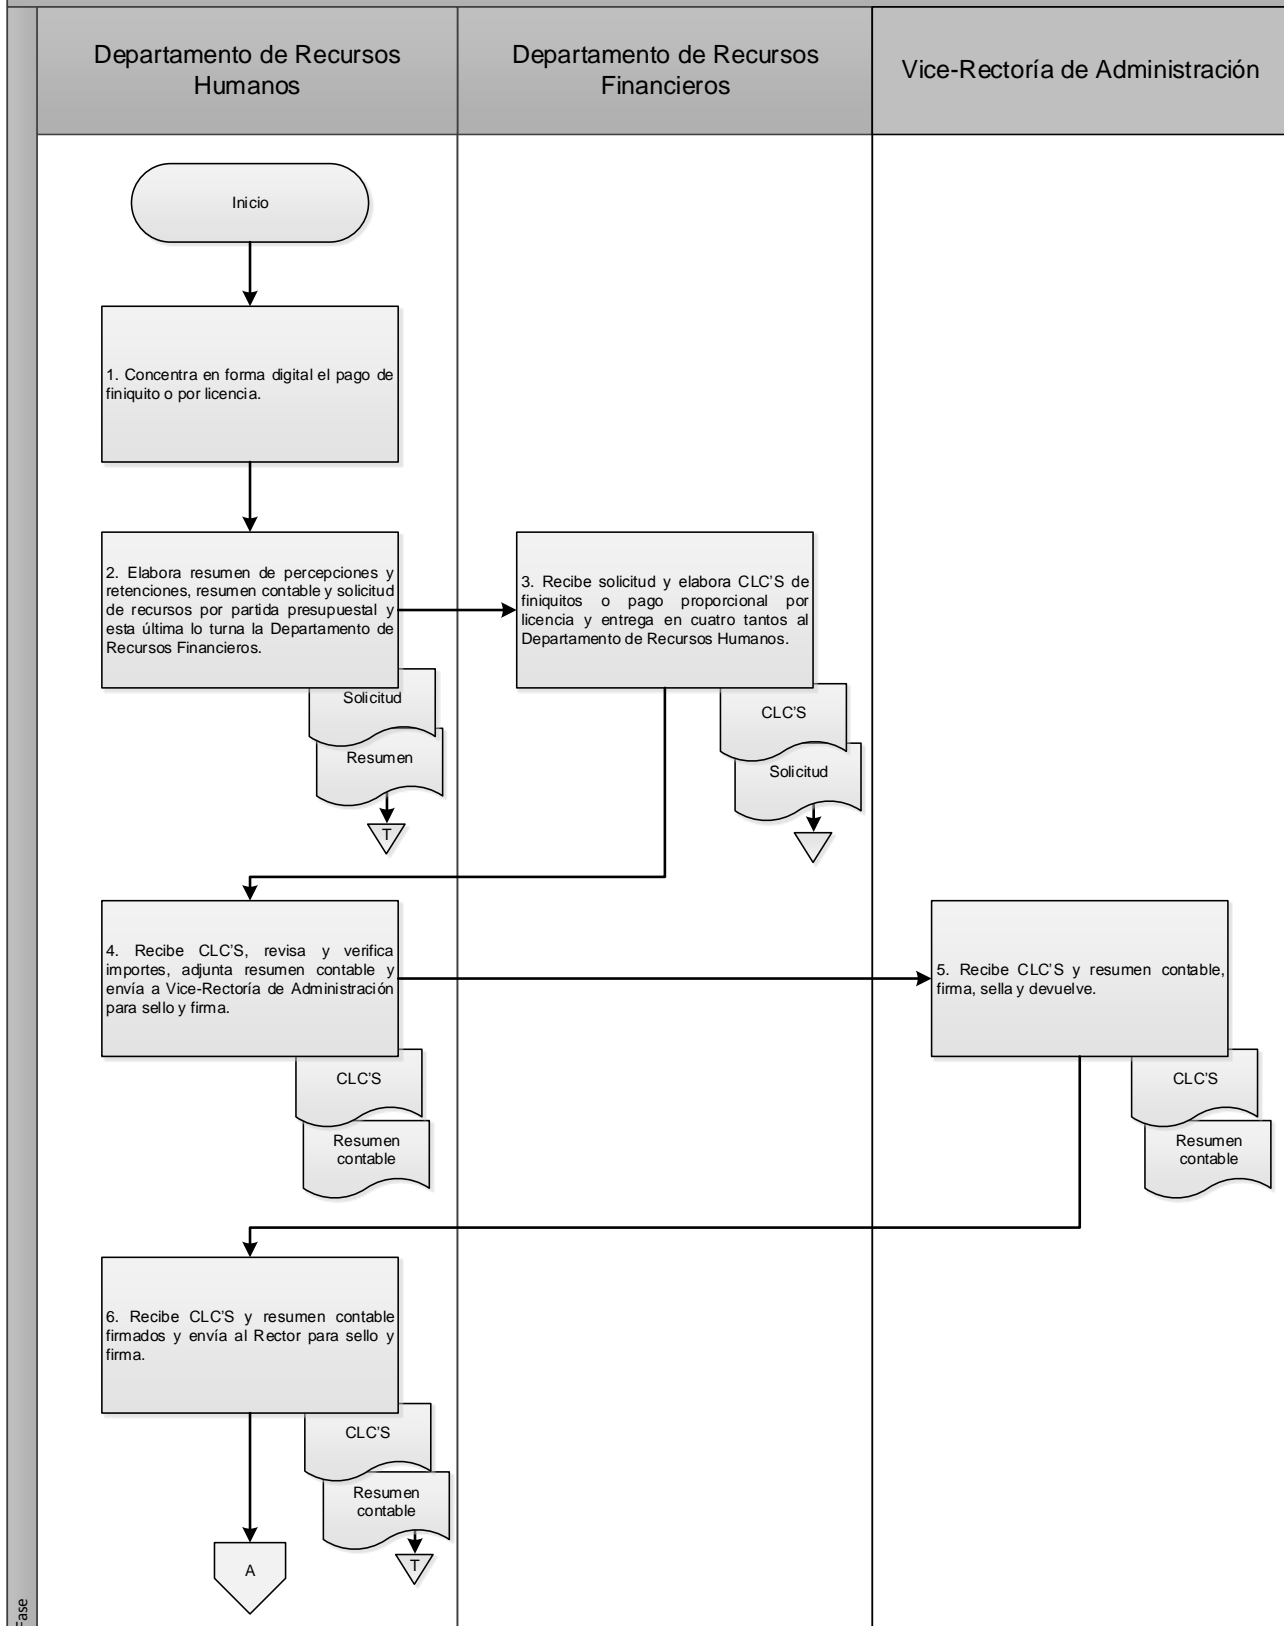 Departamento de Recursos
Humanos
Departamento de Recursos
Financieros
Vice-Rectoría de Administración
Inicio
1. Concentra en forma digital el pago de
finiquito o por licencia.
2. Elabora resumen de percepciones y
retenciones, resumen contable y solicitud
de recursos por partida presupuestal y
esta última lo turna la Departamento de
Recursos Financieros.
Solicitud
Resumen
T
3. Recibe solicitud y elabora CLC'S de
finiquitos o pago proporcional por
licencia y entrega en cuatro tantos al
Departamento de Recursos Humanos.
CLC'S
Solicitud
4. Recibe CLC'S, revisa y verifica
importes, adjunta resumen contable y
envía a Vice-Rectoría de Administración
para sello y firma.
CLC'S
Resumen
contable
5. Recibe CLC'S y resumen contable,
firma, sella y devuelve.
CLC'S
Resumen
contable
6. Recibe CLC'S y resumen contable
firmados y envía al Rector para sello y
firma.
CLC'S
Resumen
contable
T
A
Fase